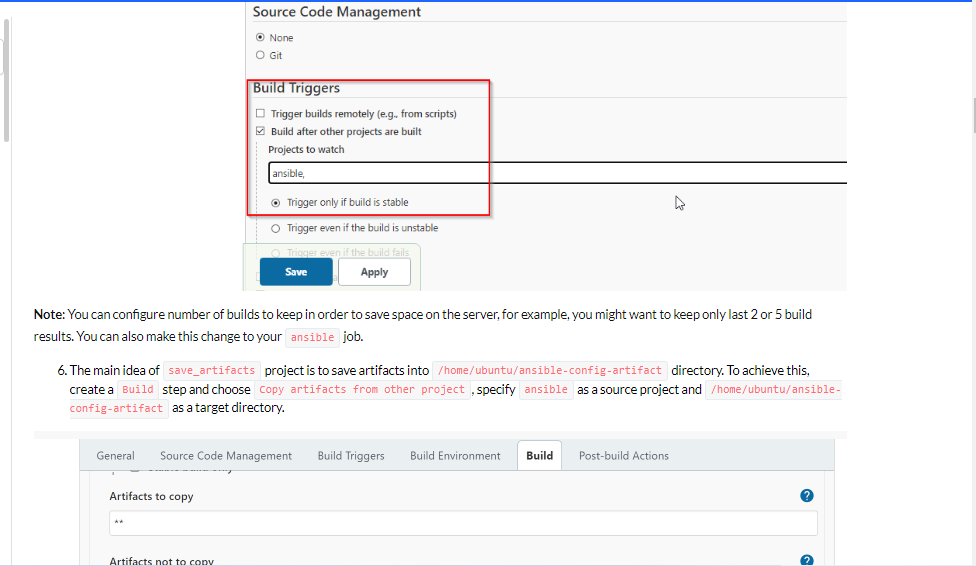 Source Code Management
None
Git
Build Triggers
Trigger builds remotely (e.g., from scripts)
Build after other projects are built
Projects to watch
ansible,
Trigger only if build is stable
Trigger even if the build is unstable
Trigger even if the build fails
Save Apply
Note: You can configure number of builds to keep in order to save space on the server, for example, you might want to keep only last 2 or 5 build
results. You can also make this change to your ansible job.
6. The main idea of save_artifacts project is to save artifacts into /home/ubuntu/ansible-config-artifact directory. To achieve this,
create a Build step and choose Copy artifacts from other project , specify ansible as a source project and /home/ubuntu/ansible-
config-artifact as a target directory.
General Source Code Management Build Triggers Build Environment Build Post-build Actions
Artifacts to copy ?
**
Artifacts not to copy ?